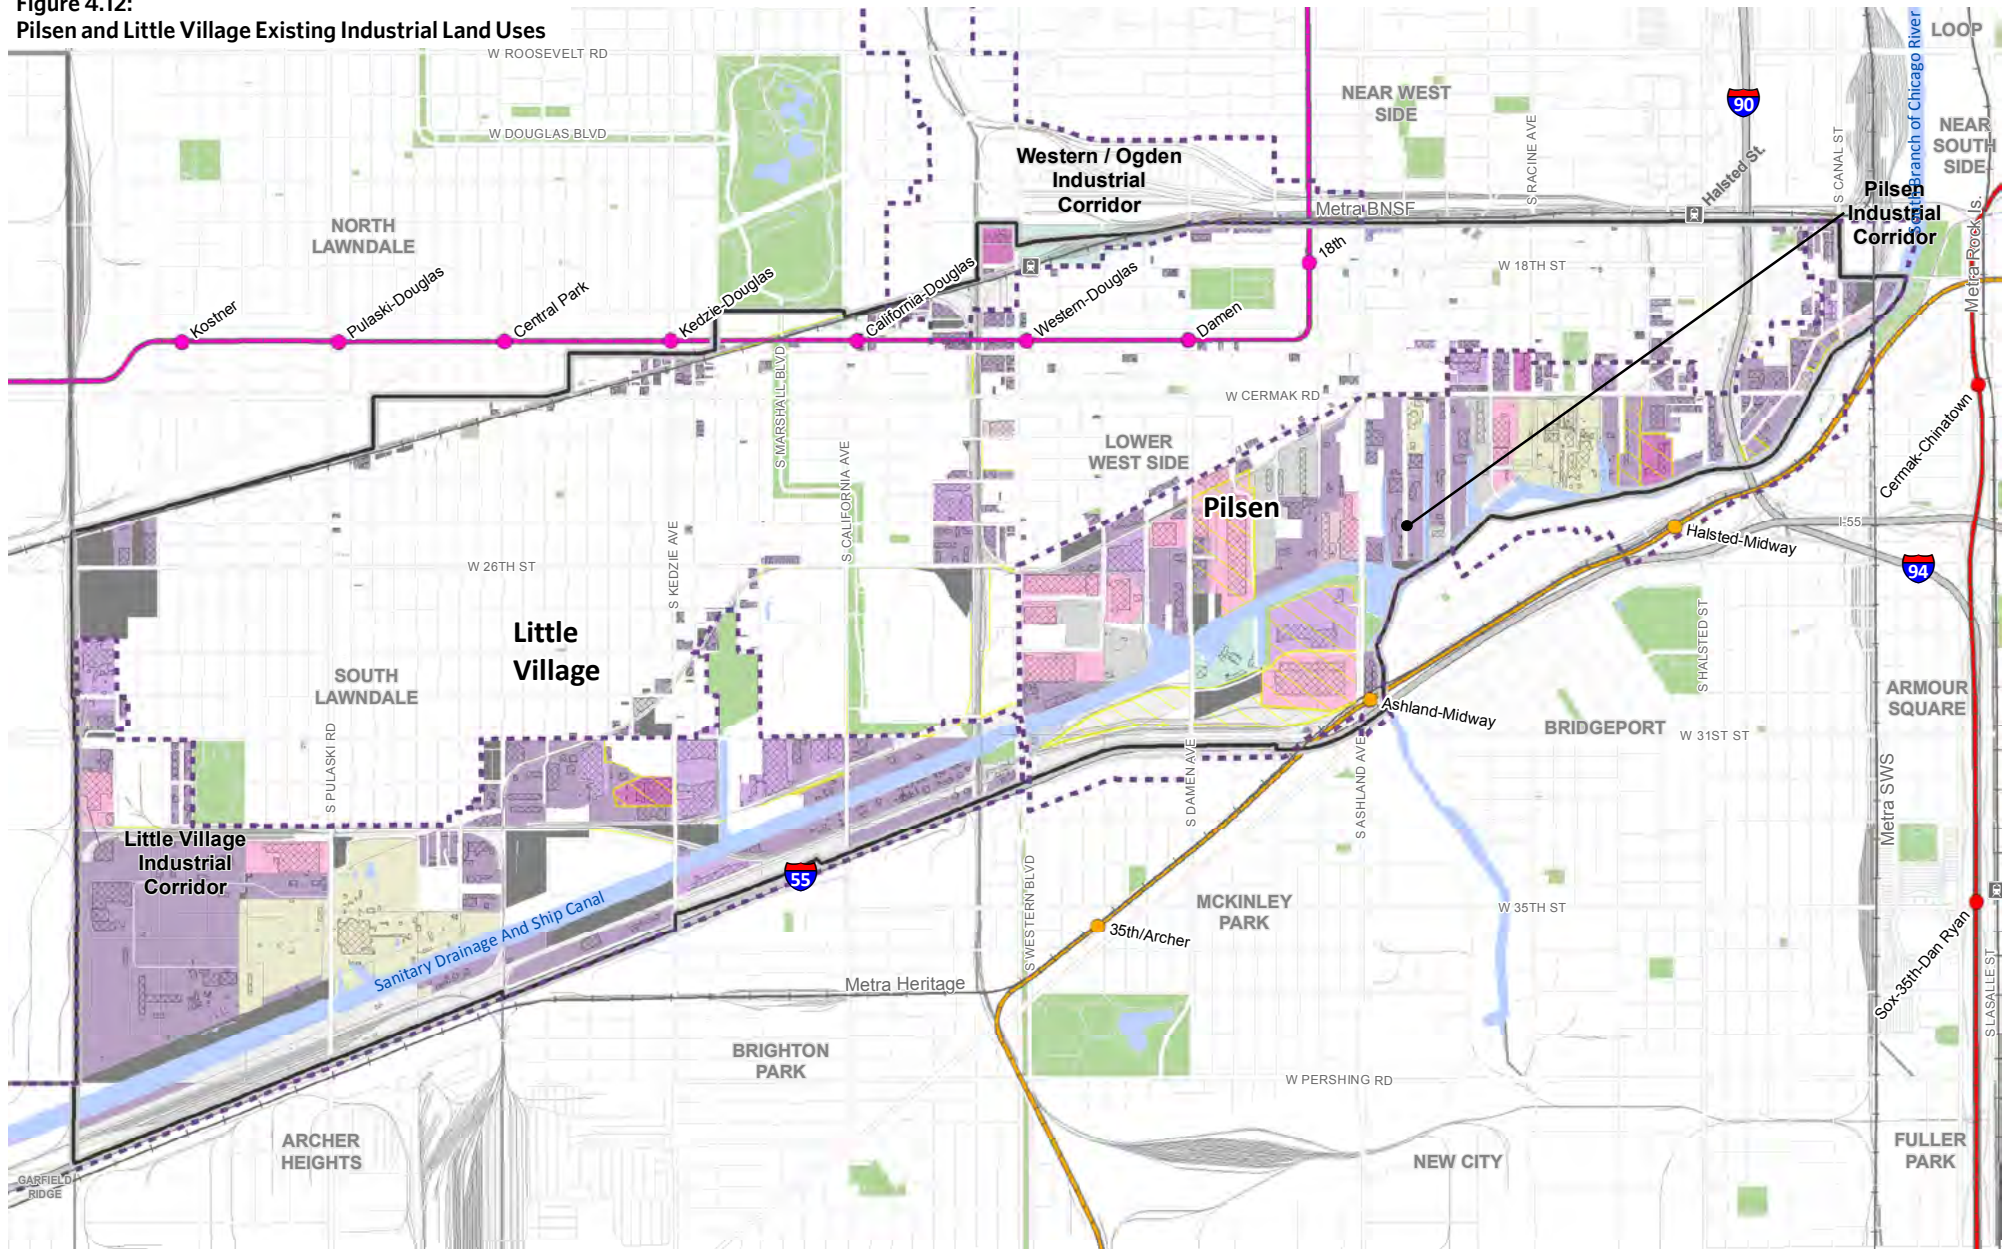 Figure 4.12:
Pilsen and Little Village Existing Industrial Land Uses
W ROOSEVELT RD
LOOP
South Branch of Chicago River
NEAR WEST
SIDE
90
S RACINE AVE
S CANAL ST
NEAR
SOUTH
SIDE
W DOUGLAS BLVD
Western / Ogden
Industrial
Corridor
Halsted St.
Pilsen
Industrial
Corridor
Metra BNSF
Metra Rock Is.
NORTH
LAWNDALE
18th
W 18TH ST
Kostner
Pulaski-Douglas
Central Park
Kedzie-Douglas
California-Douglas
Western-Douglas
Damen
S MARSHALL BLVD
W CERMAK RD
LOWER
WEST SIDE
Cermak-Chinatown
S CALIFORNIA AVE
S KEDZIE AVE
Pilsen
I-55
Halsted-Midway
94
W 26TH ST
Little
Village
S HALSTED ST
SOUTH
LAWNDALE
ARMOUR
SQUARE
Ashland-Midway
BRIDGEPORT
W 31ST ST
S PULASKI RD
S DAMEN AVE
S ASHLAND AVE
Metra SWS
Little Village
Industrial
Corridor
55
S WESTERN BLVD
MCKINLEY
PARK
W 35TH ST
35th/Archer
Sanitary Drainage And Ship Canal
Sox-35th-Dan Ryan
S LASALLE ST
Metra Heritage
BRIGHTON
PARK
W PERSHING RD
ARCHER
HEIGHTS
NEW CITY
FULLER
PARK
GARFIELD
RIDGE